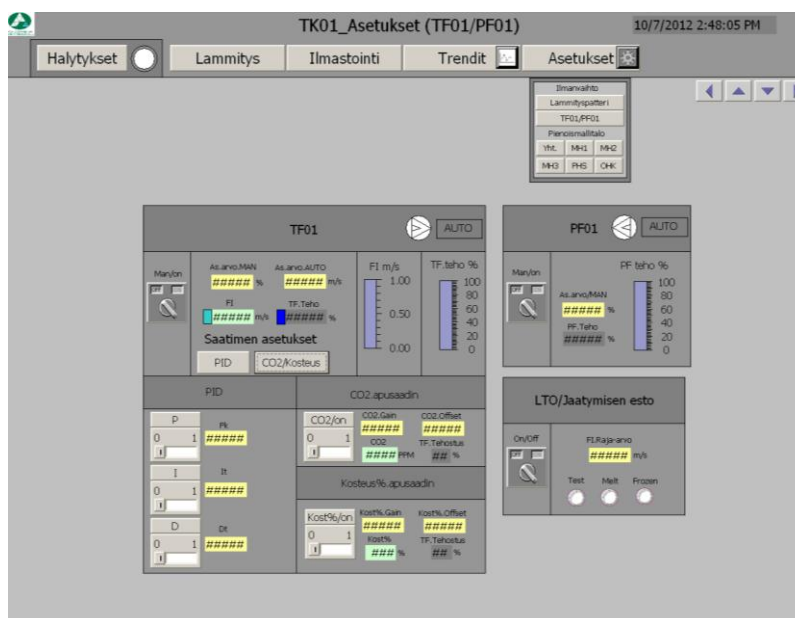 TK01_Asetukset (TF01/PF01)
10/7/2012 2:48:05 PM
Halytykset
Lammitys
Ilmastointi
Trendit
Asetukset
Ilmanvaihto
Lammityspatteri
TF01/PF01
Pienoismallitalo
Yht. MH1 MH2
MH3 PHS OHK
TF01
AUTO
Man/on
As.arvo.MAN
##### %
As.arvo.AUTO
##### m/s
FI
##### m/s
TF.Teho
##### %
Saatimen asetukset
PID
CO2/Kosteus
FI m/s
1.00
0.50
0.00
TF.teho %
100
80
60
40
20
0
PF01
AUTO
Man/on
As.arvo/MAN
##### %
PF.Teho
##### %
PF teho %
100
80
60
40
20
0
PID
P
0 1
Pk
#####
I
0 1
It
#####
D
0 1
Dt
#####
CO2.apusaadin
CO2/on
0 1
CO2.Gain
#####
CO2.Offset
#####
CO2
#### PPM
TF.Tehostus
## %
Kosteus%.apusaadin
Kost%/on
0 1
Kost%.Gain
#####
Kost%.Offset
#####
Kost%
### %
TF.Tehostus
## %
LTO/Jaatymisen esto
On/Off
FI.Raja-arvo
##### m/s
Test Melt Frozen